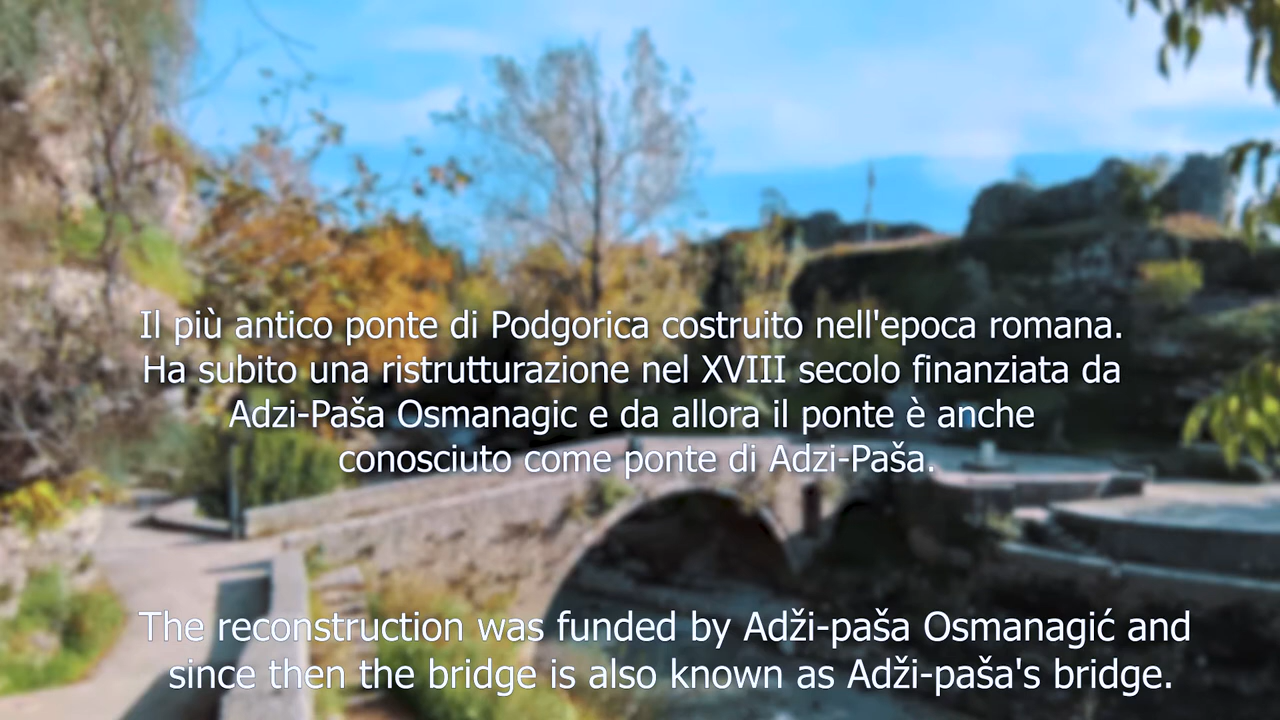 Il più antico ponte di Podgorica costruito nell'epoca romana.
Ha subito una ristrutturazione nel XVIII secolo finanziata da
Adzi-Paša Osmanagic e da allora il ponte è anche
conosciuto come ponte di Adzi-Paša.
The reconstruction was funded by Adži-paša Osmanagić and
since then the bridge is also known as Adži-paša's bridge.